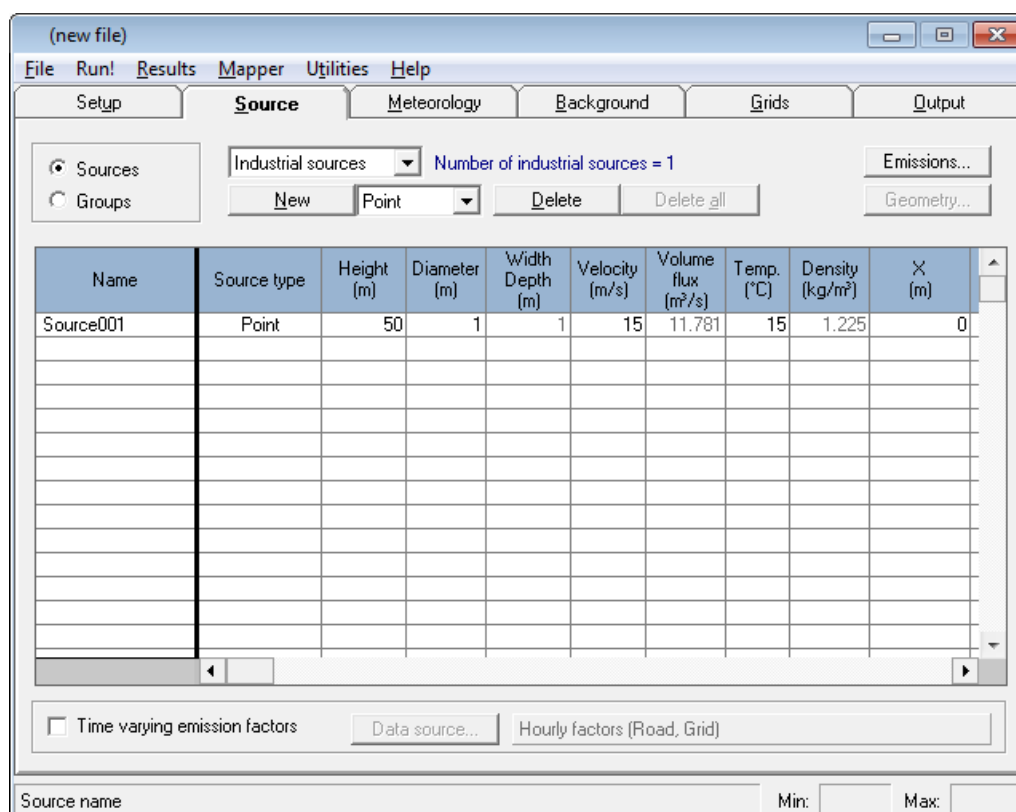 (new file)
File Run! Results Mapper Utilities Help
Setup Source Meteorology Background Grids Output
Sources
Groups
Industrial sources Number of industrial sources = 1 Emissions...
New Point Delete Delete all Geometry...
Name Source type Height (m) Diameter (m) Width Depth (m) Velocity (m/s) Volume flux (m³/s) Temp. (°C) Density (kg/m³) X (m)
Source001 Point 50 1 1 15 11.781 15 1.225 0
Time varying emission factors Data source... Hourly factors (Road, Grid)
Source name Min: Max: